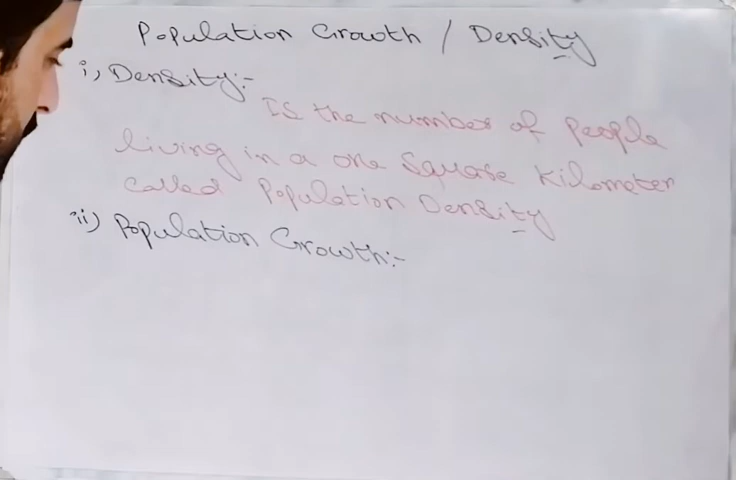 Population Growth / Density
i) Density:-
Is the number of People
living in a one Square Kilometer
called Population Density
ii) Population Growth:-